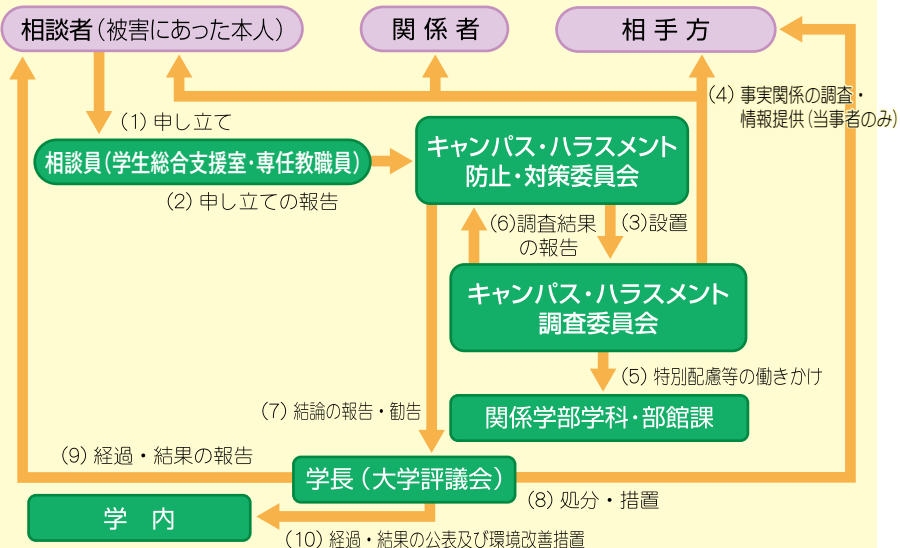 相談者（被害にあった本人）
関係者
相手方
(4) 事実関係の調査・
情報提供（当事者のみ）
(1) 申し立て
相談員（学生総合支援室・専任教職員）
(2) 申し立ての報告
キャンパス・ハラスメント
防止・対策委員会
(6)調査結果
の報告
(3)設置
キャンパス・ハラスメント
調査委員会
(5) 特別配慮等の働きかけ
関係学部学科・部館課
(7) 結論の報告・勧告
(9) 経過・結果の報告
学長（大学評議会）
(8) 処分・措置
学　内
(10) 経過・結果の公表及び環境改善措置